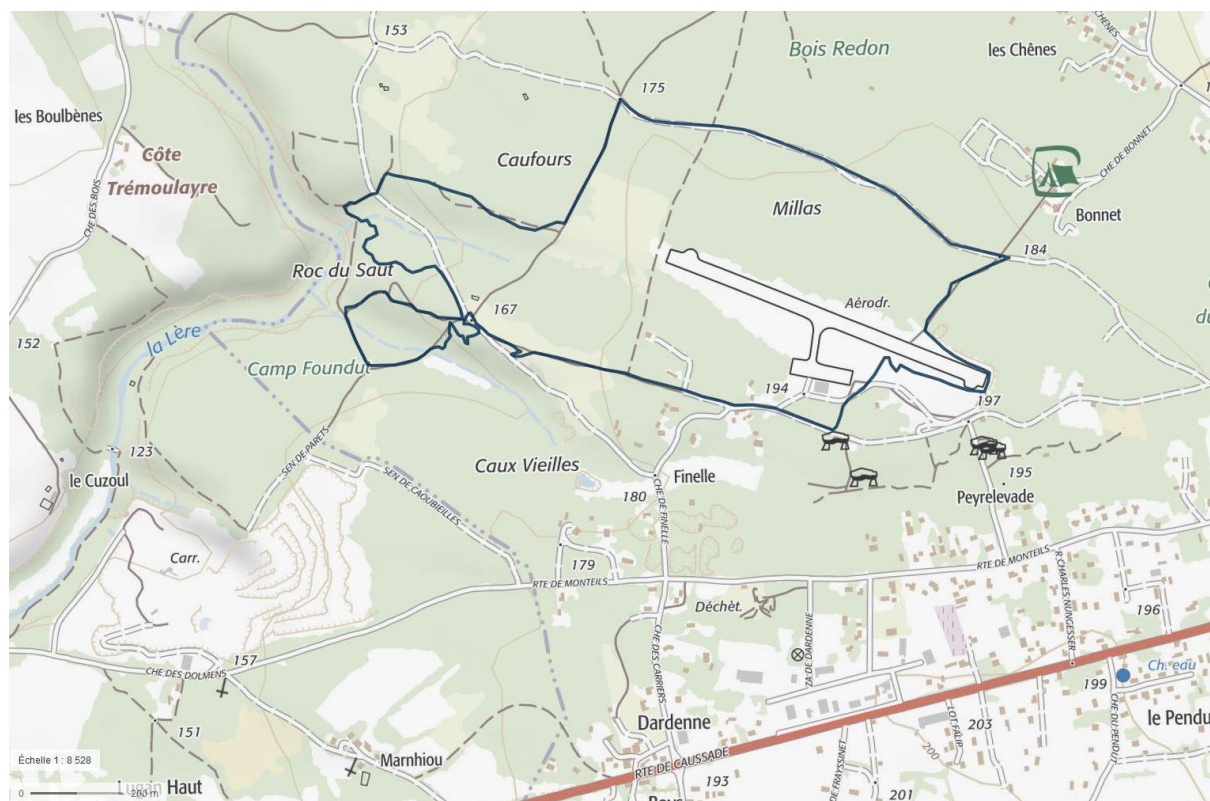 153
les Chênes
CHENES
Bois Redon
175
les Boulbènes
Côte
Trémoulayre
Caufours
CHE DE BONNET
CHE DES BOIS
Millas
Bonnet
184
Roc du Saut
Aérodr.
167
la Lère
152
Camp Foundut
194
197
123
SEN DE PARETS
le Cuzoul
Caux Vieilles
SEN DE CAOUBIEILLES
Finelle
195
180
Peyrelevade
CHE DE FINELLE
Carr.
179
RTE DE MONTEILS
RTE DE MONTEILS
Déchèt.
R. CHARLES NUNGESSER
196
CHE DES CARRIERS
ZA DE DARDENNE
157
CHE DES DOLMENS
Ch. eau
199
151
Dardenne
LOT FALIP
203
CHE DU PENDUT
le Pendu
Échelle 1 : 8 528
Marnhiou
RTE DE CAUSSADE
DE FRAYSSINET
200
193
201
Haut
0 200 m